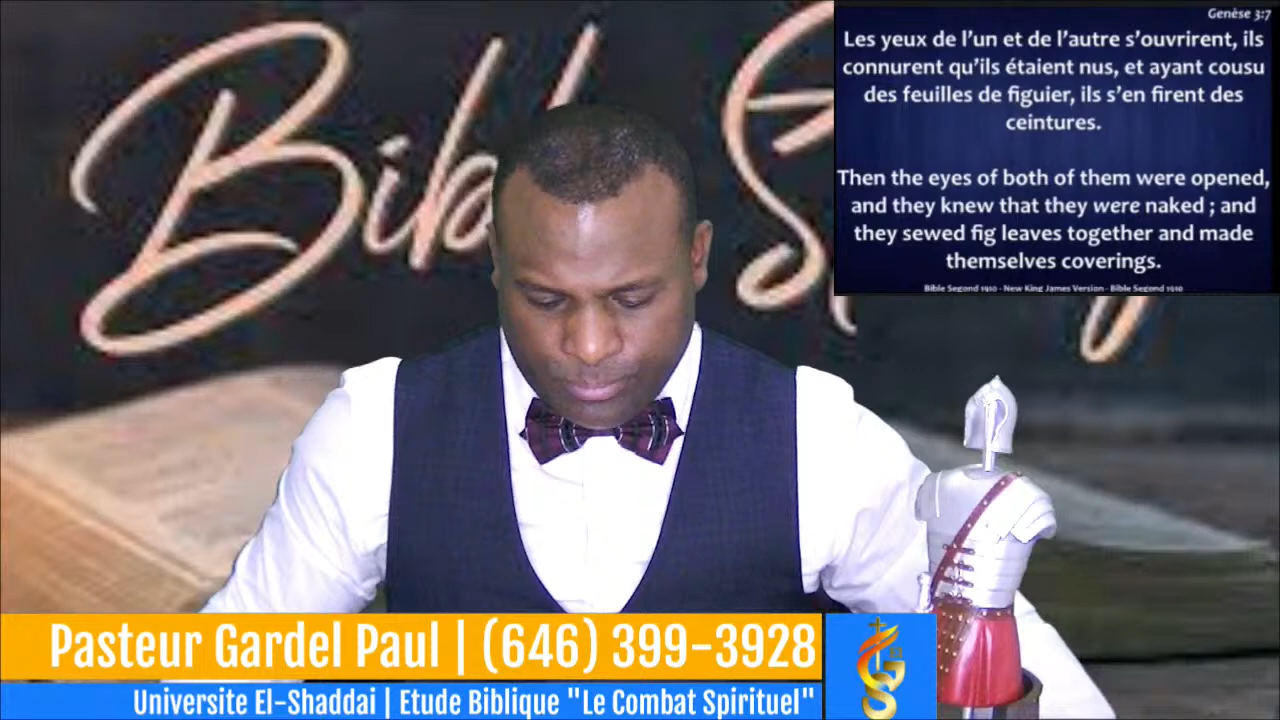 Bible Study
Genèse 3:7
Les yeux de l'un et de l'autre s'ouvrirent, ils
connurent qu'ils étaient nus, et ayant cousu
des feuilles de figuier, ils s'en firent des
ceintures.
Then the eyes of both of them were opened,
and they knew that they were naked ; and
they sewed fig leaves together and made
themselves coverings.
Bible Segond 1910 - New King James Version - Bible Segond 1910
Pasteur Gardel Paul | (646) 399-3928
Universite El-Shaddai | Etude Biblique "Le Combat Spirituel"